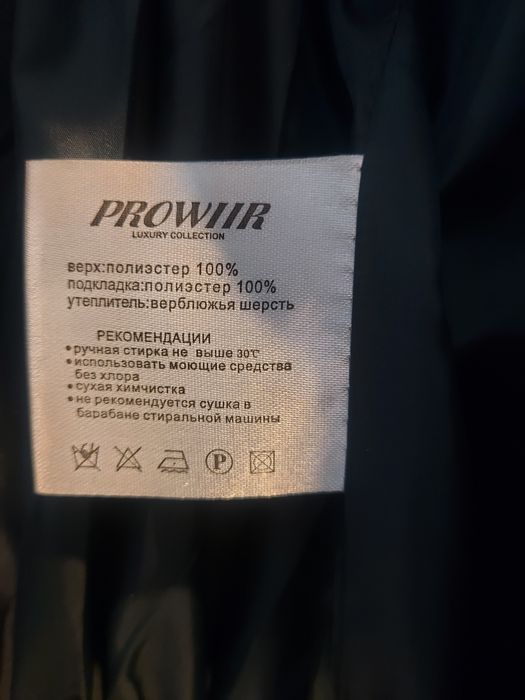 PROWIIR
LUXURY COLLECTION
верх:полиэстер 100%
подкладка:полиэстер 100%
утеплитель:верблюжья шерсть
РЕКОМЕНДАЦИИ
•ручная стирка не выше 30℃
•использовать моющие средства
без хлора
•сухая химчистка
•не рекомендуется сушка в
барабане стиральной машины
P